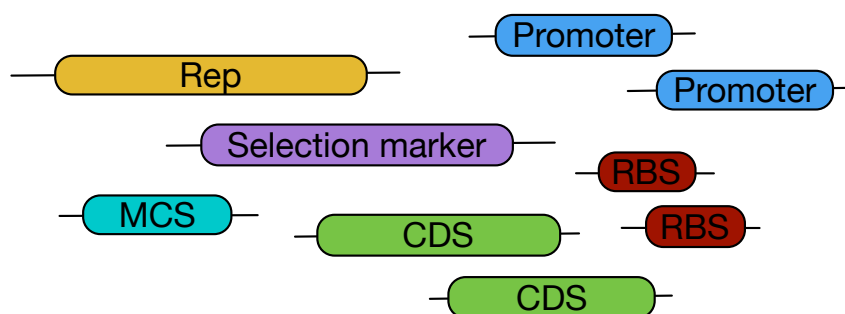 Promoter
Rep
Promoter
Selection marker
RBS
MCS
RBS
CDS
CDS